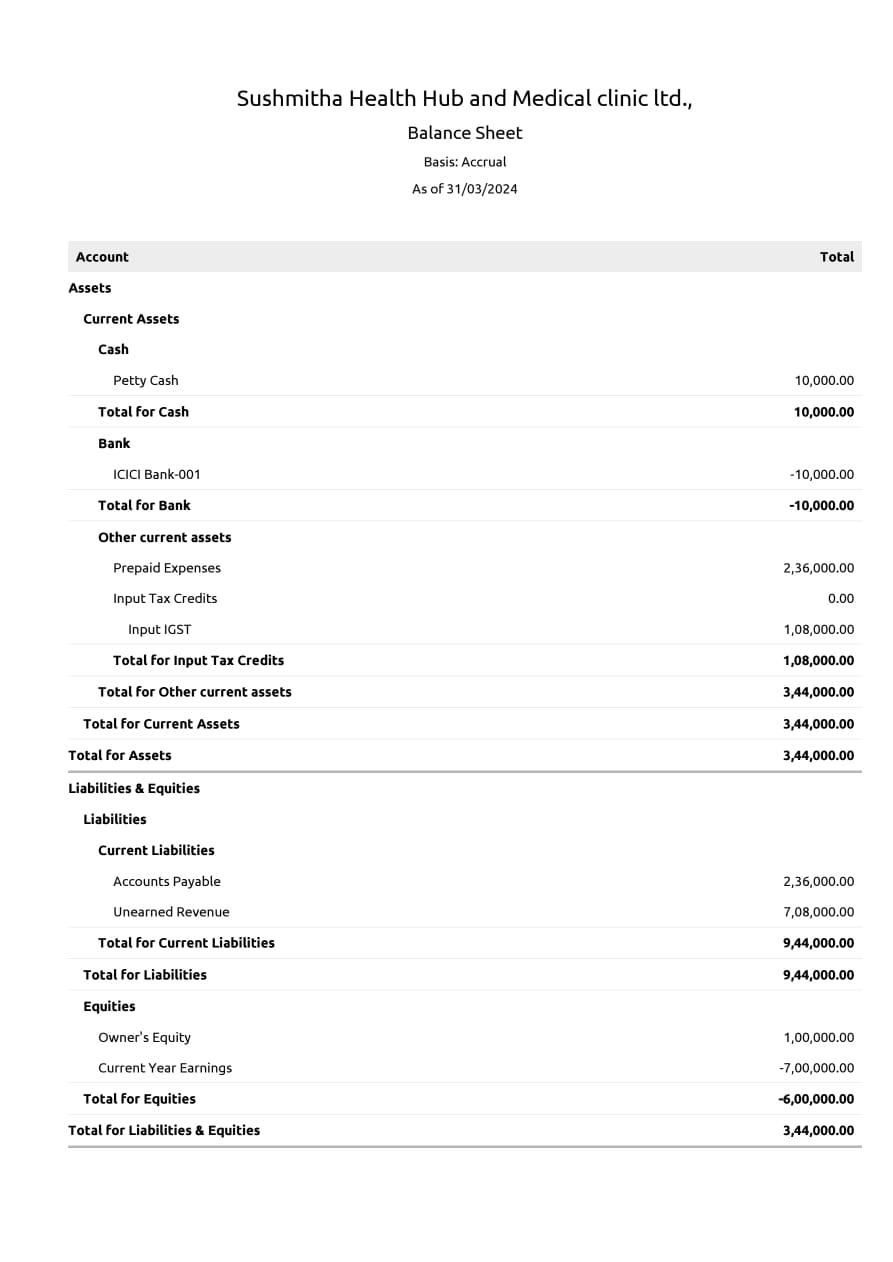 Sushmitha Health Hub and Medical clinic ltd.,
Balance Sheet
Basis: Accrual
As of 31/03/2024
Account Total
Assets
Current Assets
Cash
Petty Cash 10,000.00
Total for Cash 10,000.00
Bank
ICICI Bank-001 -10,000.00
Total for Bank -10,000.00
Other current assets
Prepaid Expenses 2,36,000.00
Input Tax Credits 0.00
Input IGST 1,08,000.00
Total for Input Tax Credits 1,08,000.00
Total for Other current assets 3,44,000.00
Total for Current Assets 3,44,000.00
Total for Assets 3,44,000.00
Liabilities & Equities
Liabilities
Current Liabilities
Accounts Payable 2,36,000.00
Unearned Revenue 7,08,000.00
Total for Current Liabilities 9,44,000.00
Total for Liabilities 9,44,000.00
Equities
Owner's Equity 1,00,000.00
Current Year Earnings -7,00,000.00
Total for Equities -6,00,000.00
Total for Liabilities & Equities 3,44,000.00